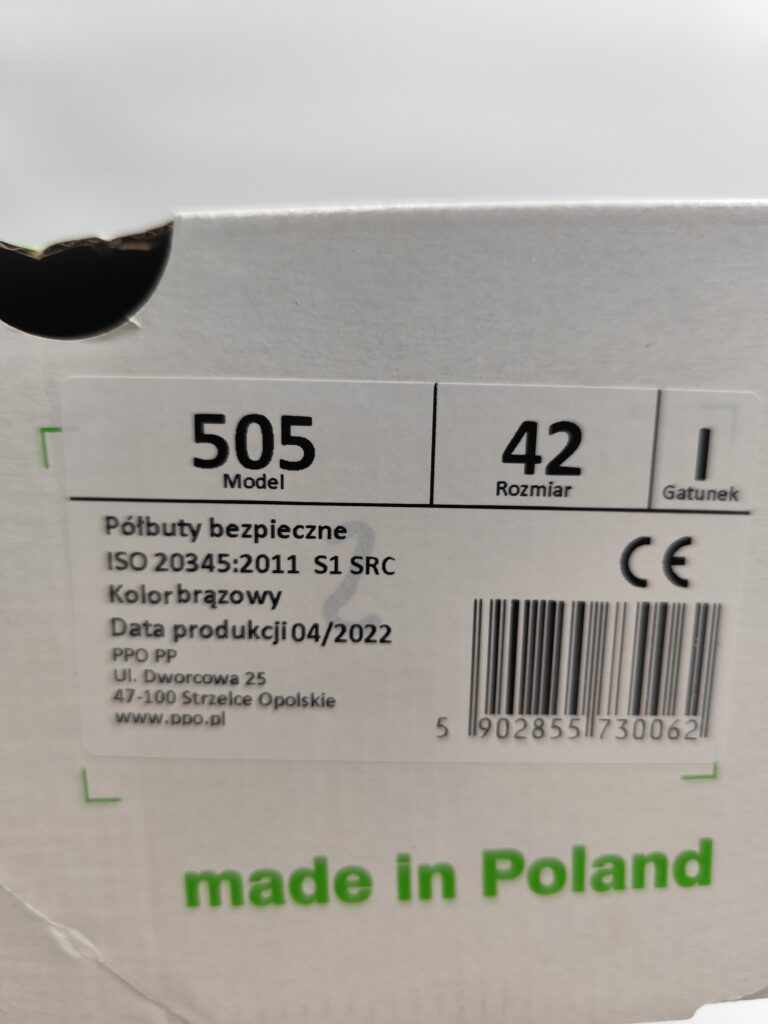 505 42 I
Model Rozmiar Gatunek
Półbuty bezpieczne
ISO 20345:2011 S1 SRC
Kolor brązowy
Data produkcji 04/2022
PPO PP
Ul. Dworcowa 25
47-100 Strzelce Opolskie
www.ppo.pl
CE
2
5 902855 730062
made in Poland